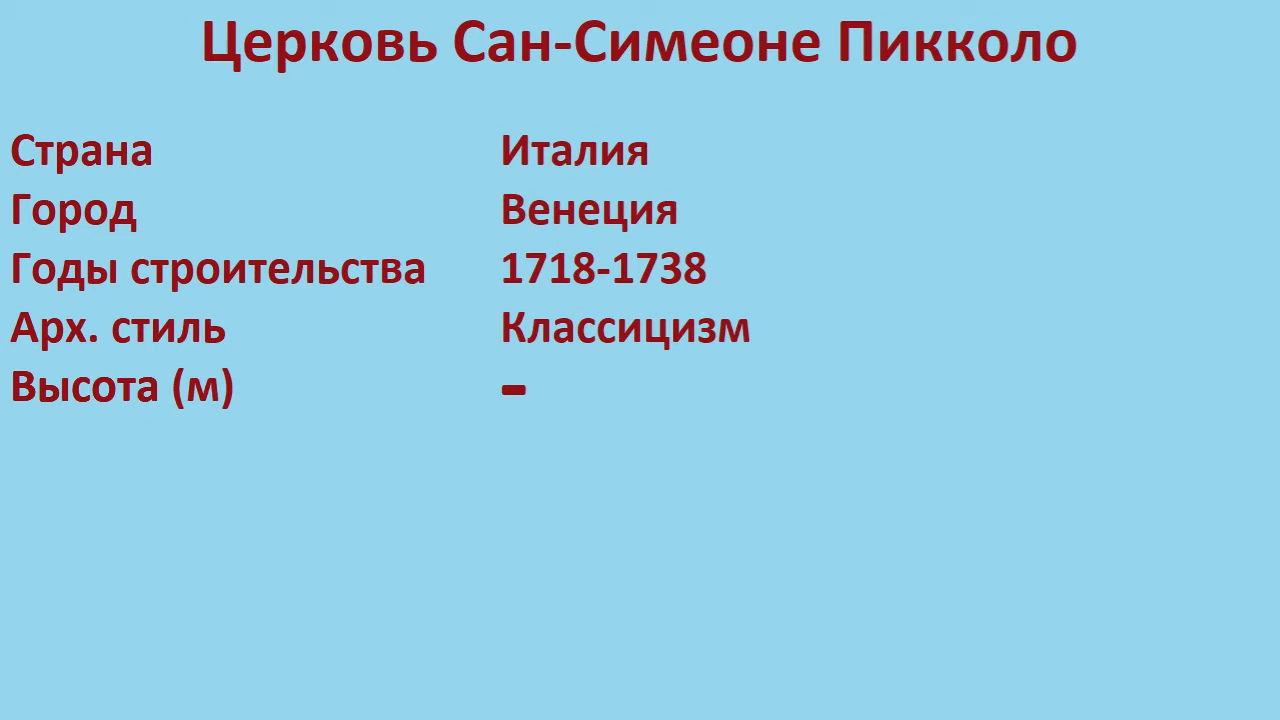 Церковь Сан-Симеоне Пикколо
Страна Италия
Город Венеция
Годы строительства 1718-1738
Арх. стиль Классицизм
Высота (м) -